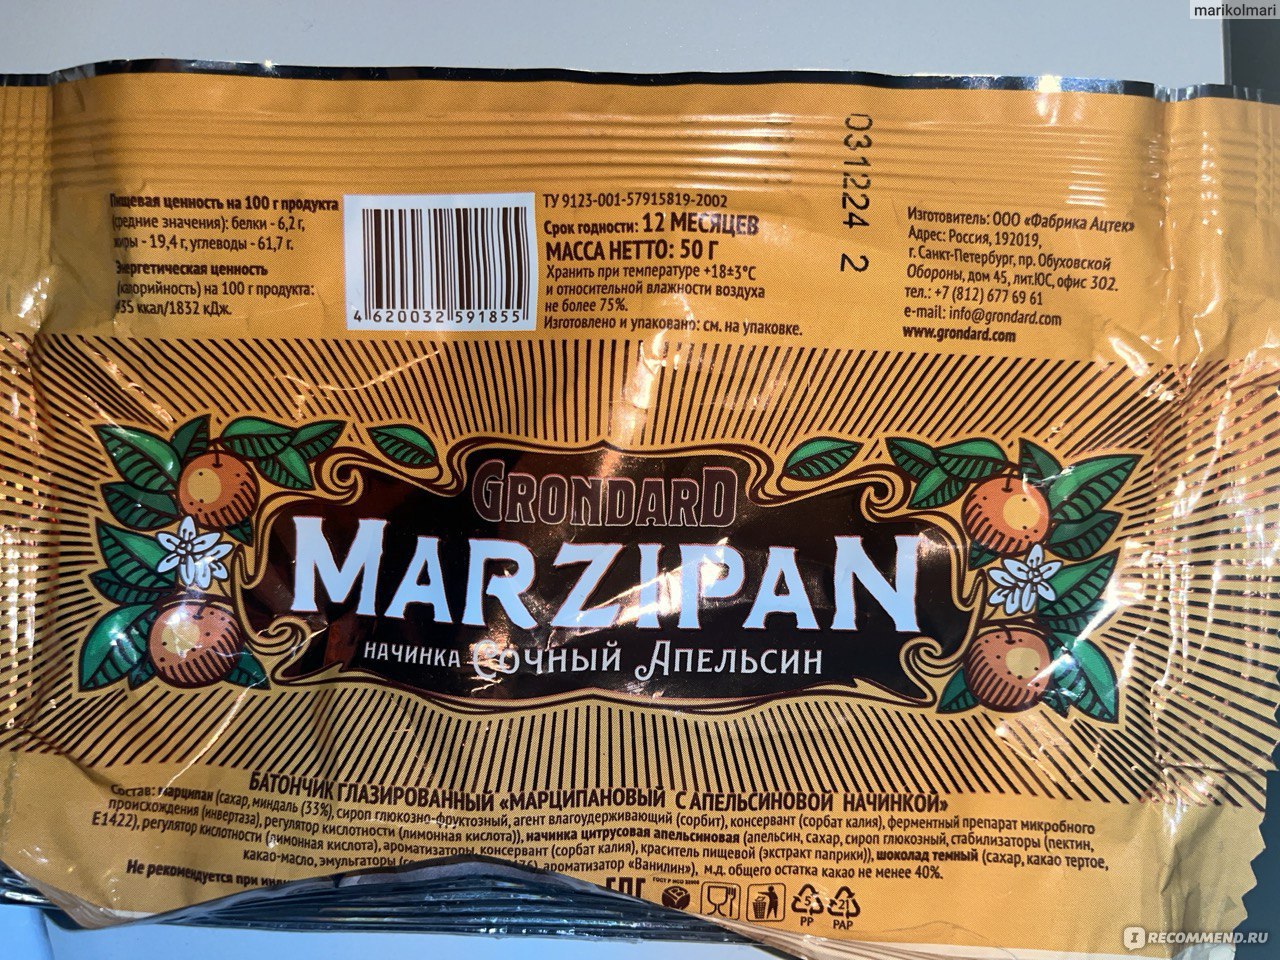 marikolmari
Пищевая ценность на 100 г продукта
(средние значения): белки - 6,2 г,
жиры - 19,4 г, углеводы - 61,7 г.
Энергетическая ценность
(калорийность) на 100 г продукта:
435 ккал/1832 кДж.
4 620032 591855
ТУ 9123-001-57915819-2002
Срок годности: 12 МЕСЯЦЕВ
МАССА НЕТТО: 50 Г
Хранить при температуре +18±3°С
и относительной влажности воздуха
не более 75%.
Изготовлено и упаковано: см. на упаковке.
031224 2
Изготовитель: ООО «Фабрика Ацтек»
Адрес: Россия, 192019,
г. Санкт-Петербург, пр. Обуховской
Обороны, дом 45, лит.ЮС, офис 302.
тел.: +7 (812) 677 69 61
e-mail: info@grondard.com
www.grondard.com
GRONDARD
MARZIPAN
НАЧИНКА СОЧНЫЙ АПЕЛЬСИН
БАТОНЧИК ГЛАЗИРОВАННЫЙ «МАРЦИПАНОВЫЙ С АПЕЛЬСИНОВОЙ НАЧИНКОЙ»
Состав: марципан (сахар, миндаль (33%), сироп глюкозно-фруктозный, агент влагоудерживающий (сорбит), консервант (сорбат калия), ферментный препарат микробного
происхождения (инвертаза), регулятор кислотности (лимонная кислота)), начинка цитрусовая апельсиновая (апельсин, сахар, сироп глюкозный, стабилизаторы (пектин,
Е1422), регулятор кислотности (лимонная кислота), ароматизаторы, консервант (сорбат калия), краситель пищевой (экстракт паприки)), шоколад темный (сахар, какао тертое,
какао-масло, эмульгаторы ароматизатор «Ванилин»), м.д. общего остатка какао не менее 40%.
Не рекомендуется при
5 21
PP PAP
IRECOMMEND.RU